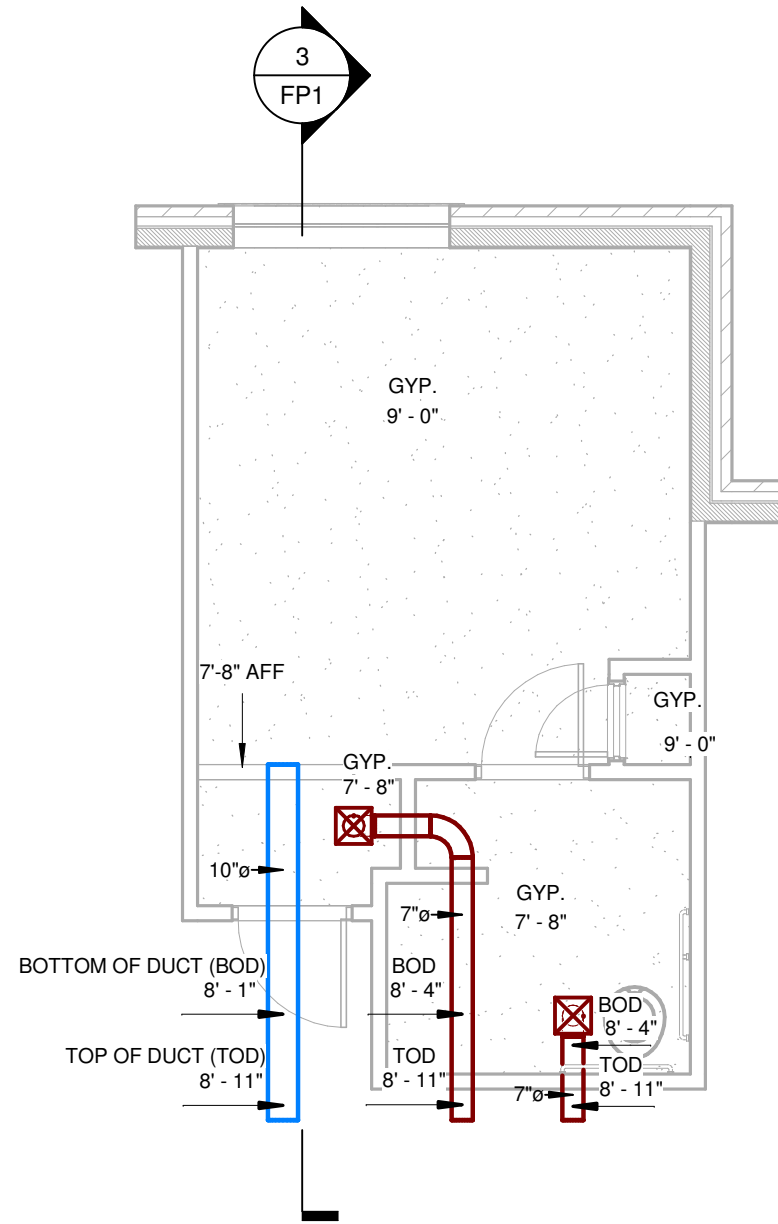 3
FP1
GYP.
9' - 0"
7'-8" AFF
GYP.
9' - 0"
GYP.
7' - 8"
10"ø
7"ø
GYP.
7' - 8"
BOTTOM OF DUCT (BOD)
8' - 1"
BOD
8' - 4"
BOD
8' - 4"
TOP OF DUCT (TOD)
8' - 11"
TOD
8' - 11"
TOD
8' - 11"
7"ø